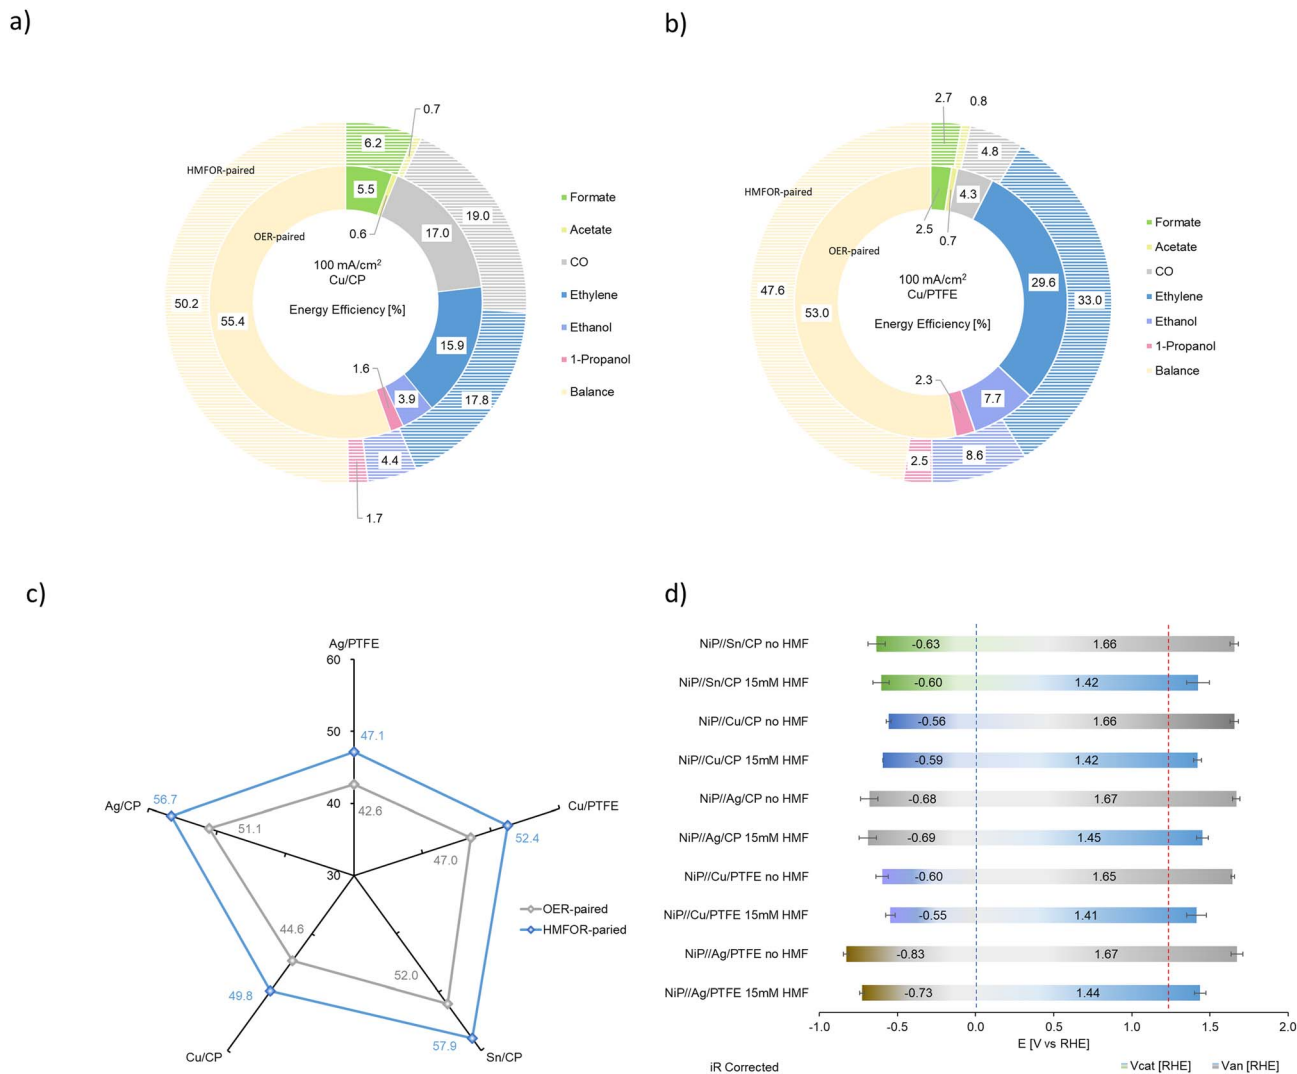 a)
HMFOR-paired
OER-paired
0.7
6.2
5.5
0.6
17.0
19.0
100 mA/cm²
Cu/CP
Energy Efficiency [%]
50.2
55.4
15.9
17.8
1.6
3.9
4.4
1.7
Formate
Acetate
CO
Ethylene
Ethanol
1-Propanol
Balance
b)
HMFOR-paired
OER-paired
2.7
0.8
4.8
4.3
2.5
0.7
100 mA/cm²
Cu/PTFE
Energy Efficiency [%]
47.6
53.0
29.6
33.0
2.3
7.7
2.5
8.6
Formate
Acetate
CO
Ethylene
Ethanol
1-Propanol
Balance
c)
Ag/PTFE
60
50
40
30
47.1
42.6
Cu/PTFE
52.4
47.0
Ag/CP
56.7
51.1
44.6
49.8
Cu/CP
52.0
57.9
Sn/CP
OER-paired
HMFOR-paried
d)
NiP//Sn/CP no HMF -0.63 1.66
NiP//Sn/CP 15mM HMF -0.60 1.42
NiP//Cu/CP no HMF -0.56 1.66
NiP//Cu/CP 15mM HMF -0.59 1.42
NiP//Ag/CP no HMF -0.68 1.67
NiP//Ag/CP 15mM HMF -0.69 1.45
NiP//Cu/PTFE no HMF -0.60 1.65
NiP//Cu/PTFE 15mM HMF -0.55 1.41
NiP//Ag/PTFE no HMF -0.83 1.67
NiP//Ag/PTFE 15mM HMF -0.73 1.44
-1.0 -0.5 0.0 0.5 1.0 1.5 2.0
E [V vs RHE]
iR Corrected
Vcat [RHE] Van [RHE]